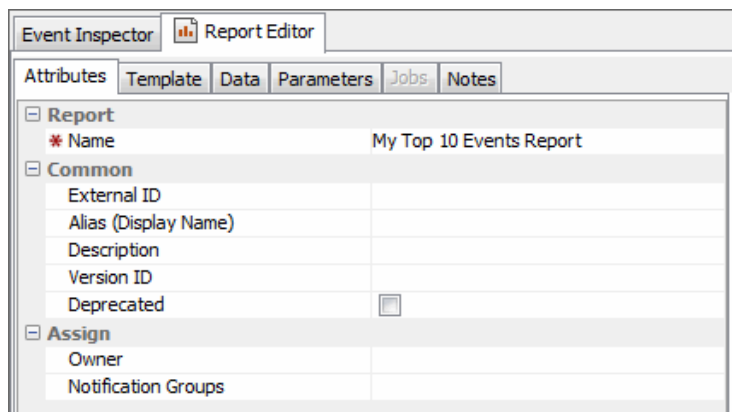 Event Inspector Report Editor
Attributes Template Data Parameters Jobs Notes
Report
* Name My Top 10 Events Report
Common
External ID
Alias (Display Name)
Description
Version ID
Deprecated
Assign
Owner
Notification Groups